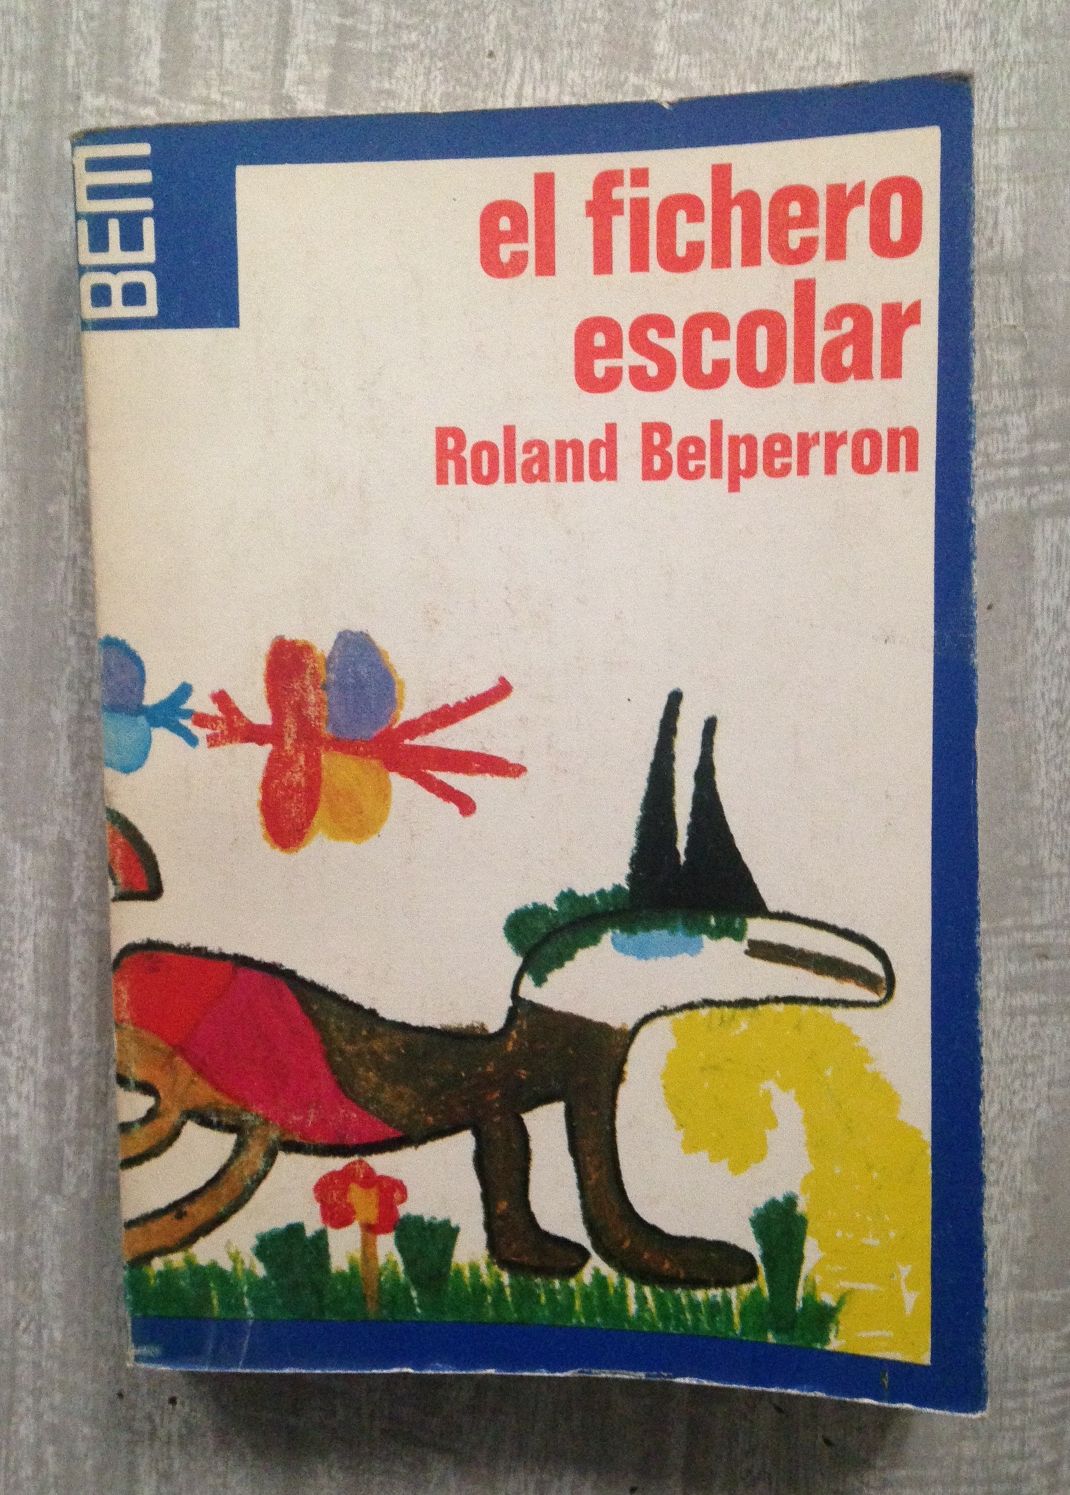 BEM
el fichero
escolar
Roland Belperron